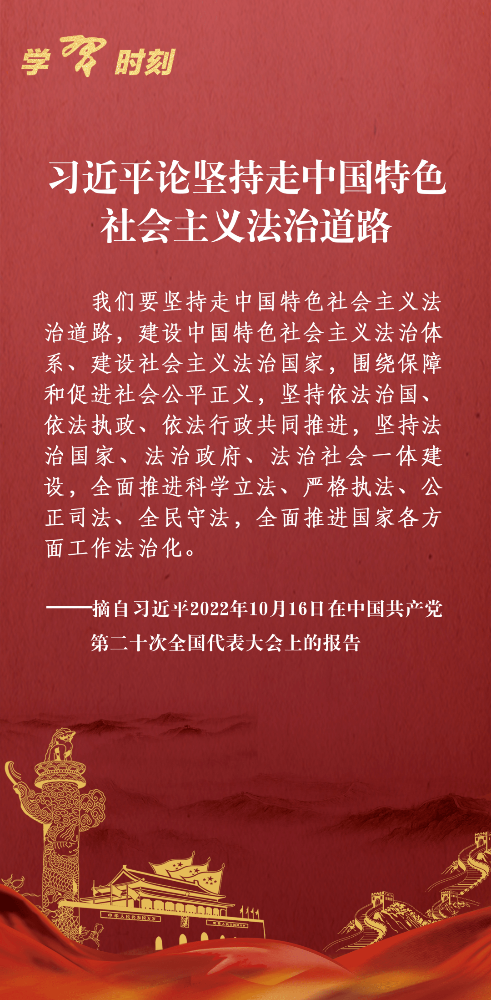 学习时刻
习近平论坚持走中国特色
社会主义法治道路
我们要坚持走中国特色社会主义法
治道路，建设中国特色社会主义法治体
系、建设社会主义法治国家，围绕保障
和促进社会公平正义，坚持依法治国、
依法执政、依法行政共同推进，坚持法
治国家、法治政府、法治社会一体建
设，全面推进科学立法、严格执法、公
正司法、全民守法，全面推进国家各方
面工作法治化。
——摘自习近平2022年10月16日在中国共产党
第二十次全国代表大会上的报告
中华人民共和国万岁
世界人民大团结万岁